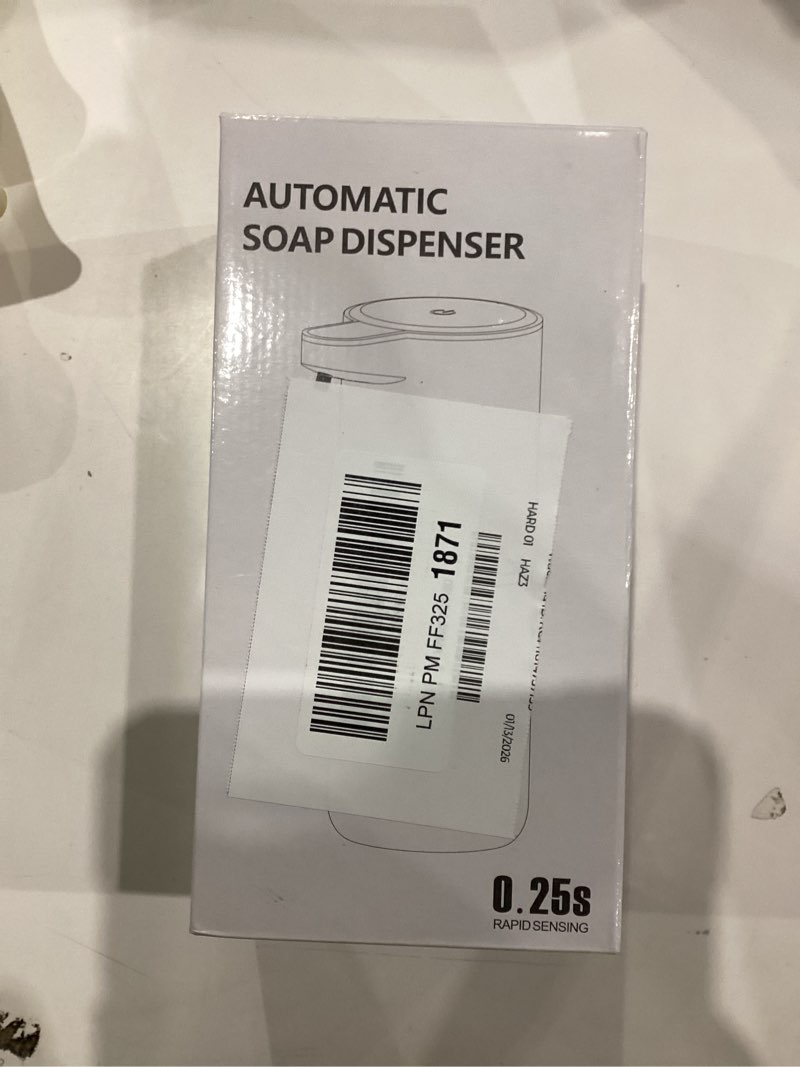 AUTOMATIC
SOAP DISPENSER
LPN PM FF325 1871
HARD 01 HAZ3
01/13/2026
0.25s
RAPID SENSING